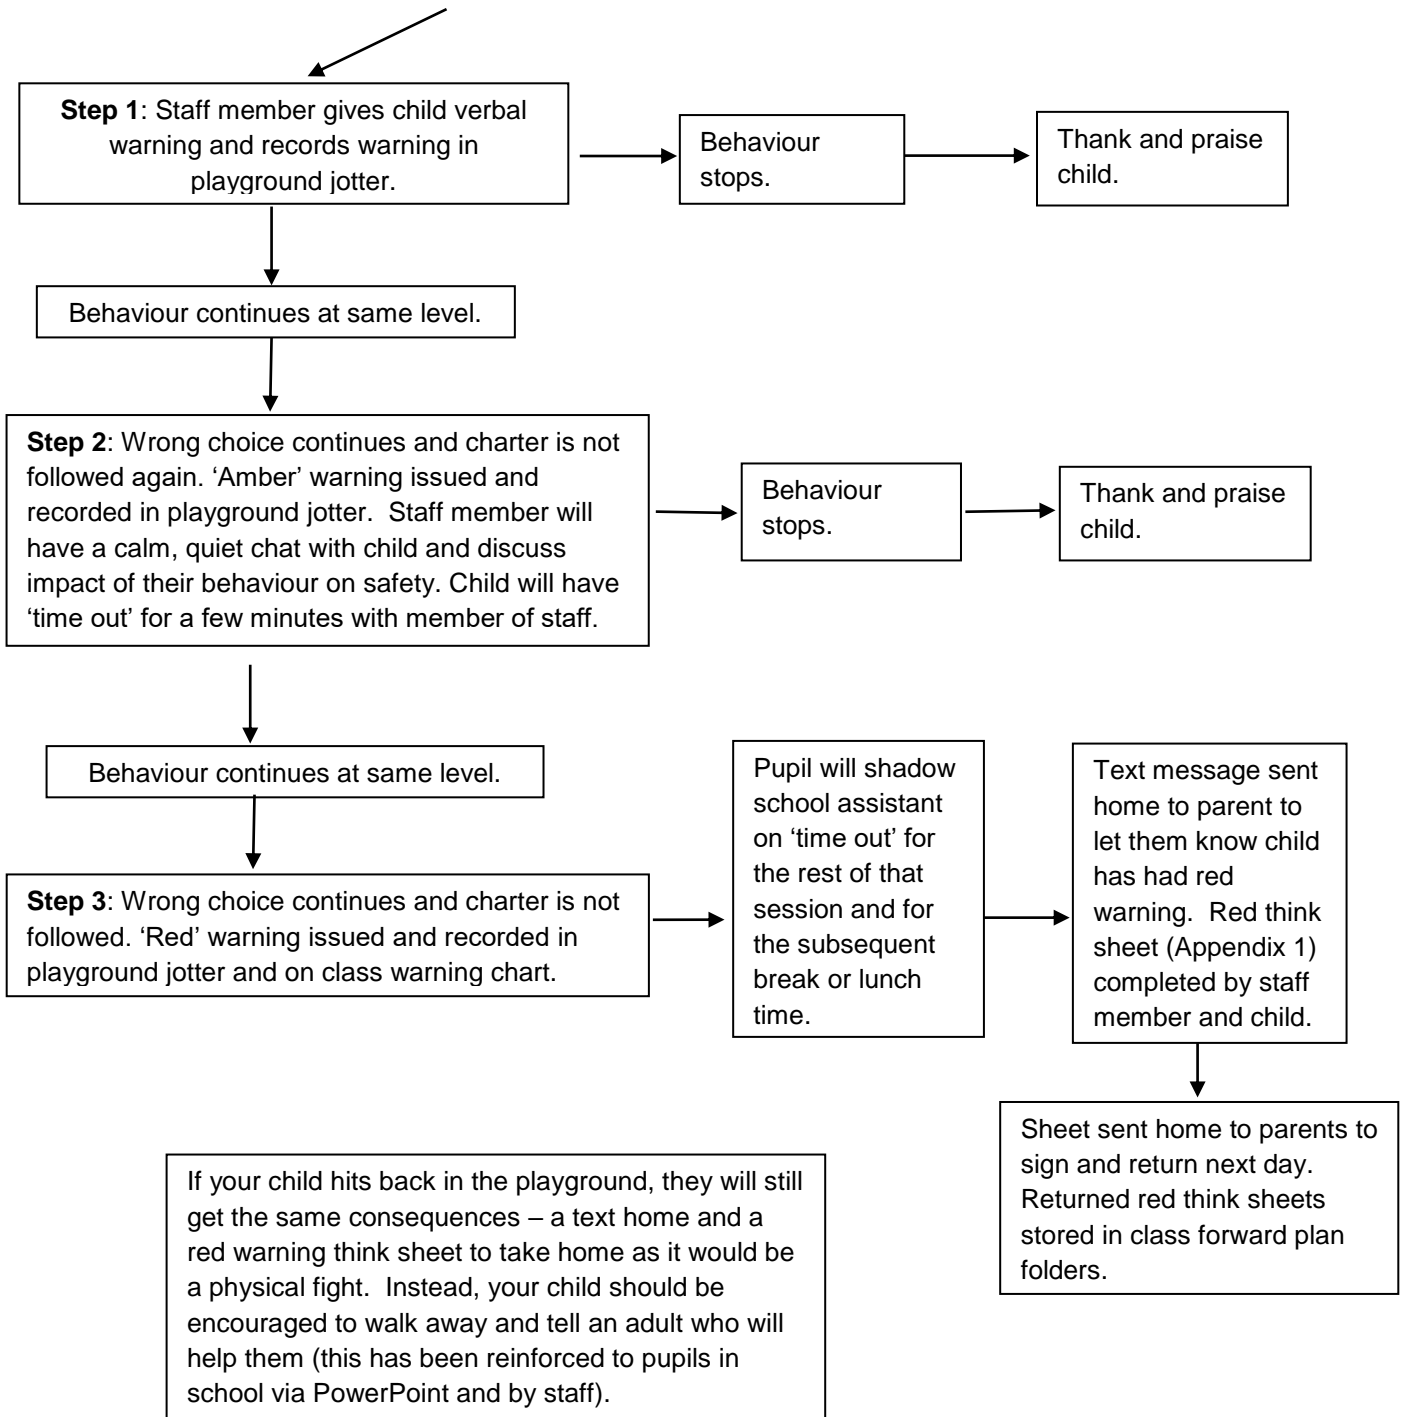 Step 1: Staff member gives child verbal
warning and records warning in
playground jotter.
Behaviour
stops.
Thank and praise
child.
Behaviour continues at same level.
Step 2: Wrong choice continues and charter is not
followed again. ‘Amber’ warning issued and
recorded in playground jotter.  Staff member will
have a calm, quiet chat with child and discuss
impact of their behaviour on safety. Child will have
‘time out’ for a few minutes with member of staff.
Behaviour
stops.
Thank and praise
child.
Behaviour continues at same level.
Step 3: Wrong choice continues and charter is not
followed. ‘Red’ warning issued and recorded in
playground jotter and on class warning chart.
Pupil will shadow
school assistant
on ‘time out’ for
the rest of that
session and for
the subsequent
break or lunch
time.
Text message sent
home to parent to
let them know child
has had red
warning.  Red think
sheet (Appendix 1)
completed by staff
member and child.
Sheet sent home to parents to
sign and return next day.
Returned red think sheets
stored in class forward plan
folders.
If your child hits back in the playground, they will still
get the same consequences – a text home and a
red warning think sheet to take home as it would be
a physical fight.  Instead, your child should be
encouraged to walk away and tell an adult who will
help them (this has been reinforced to pupils in
school via PowerPoint and by staff).